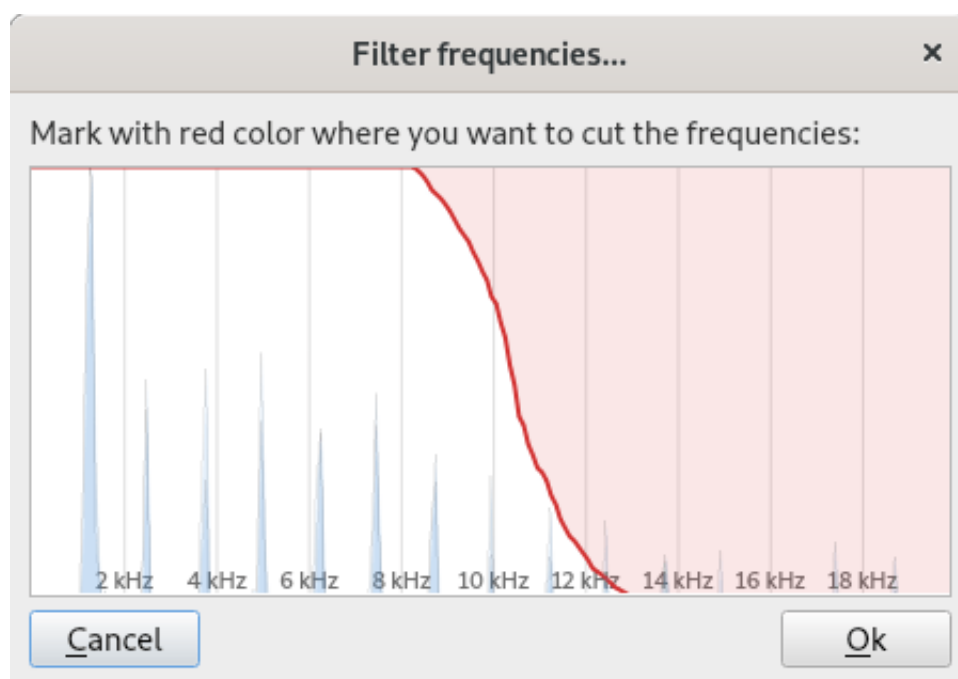 Filter frequencies...
×
Mark with red color where you want to cut the frequencies:
2 kHz 4 kHz 6 kHz 8 kHz 10 kHz 12 kHz 14 kHz 16 kHz 18 kHz
Cancel Ok